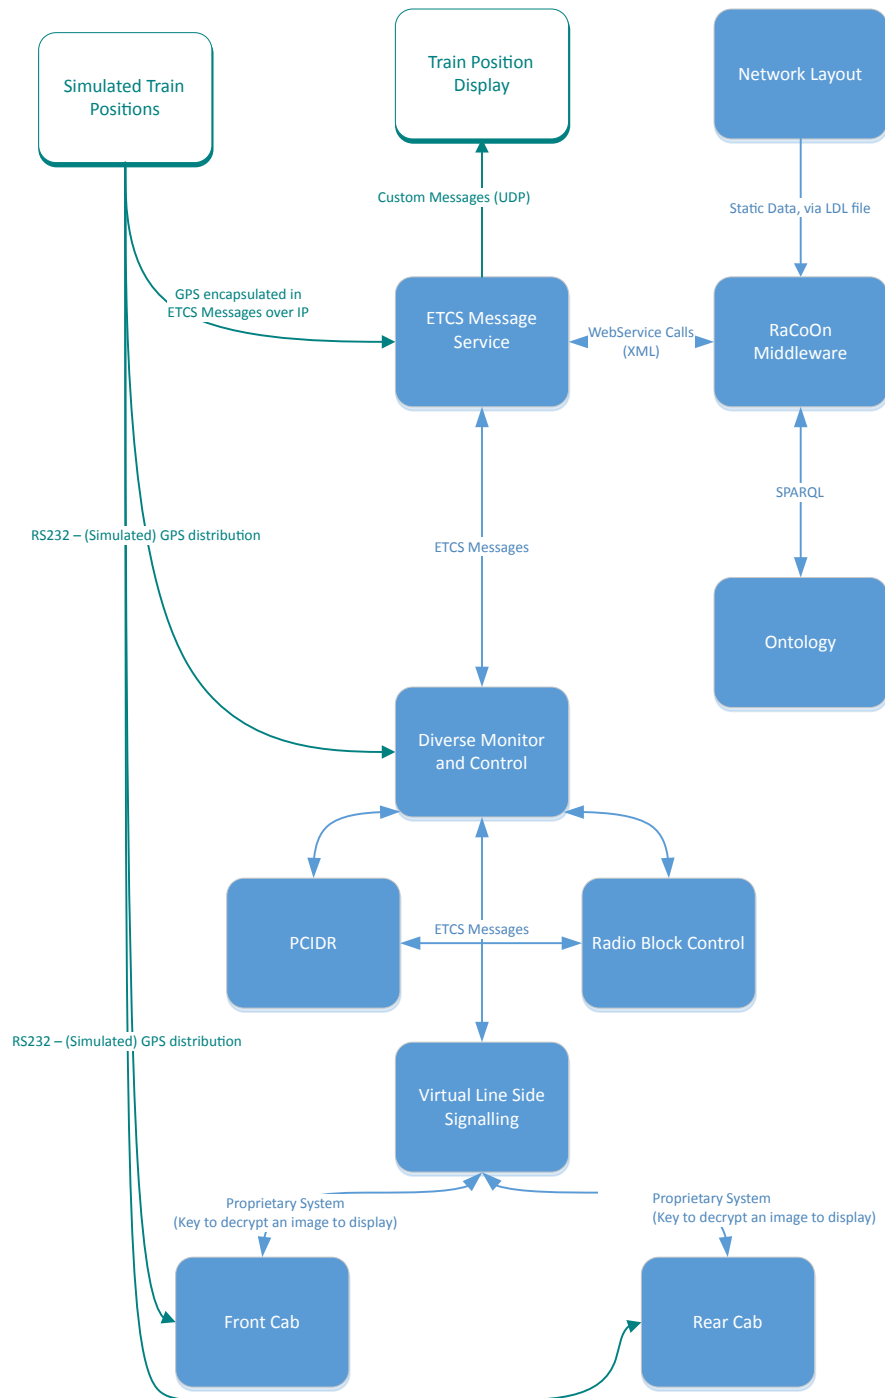 Simulated Train
Positions
Train Position
Display
Network Layout
Custom Messages (UDP)
Static Data, via LDL file
GPS encapsulated in
ETCS Messages over IP
ETCS Message
Service
WebService Calls
(XML)
RaCoOn
Middleware
SPARQL
RS232 – (Simulated) GPS distribution
ETCS Messages
Ontology
Diverse Monitor
and Control
PCIDR
ETCS Messages
Radio Block Control
RS232 – (Simulated) GPS distribution
Virtual Line Side
Signalling
Proprietary System
(Key to decrypt an image to display)
Proprietary System
(Key to decrypt an image to display)
Front Cab
Rear Cab